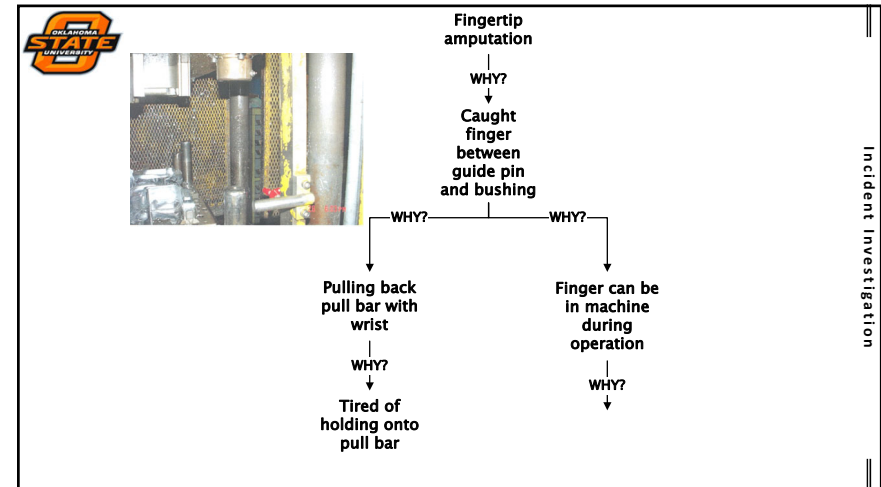 OKLAHOMA
STATE
UNIVERSITY
Fingertip
amputation
WHY?
Caught
finger
between
guide pin
and bushing
WHY?
WHY?
Pulling back
pull bar with
wrist
WHY?
Tired of
holding onto
pull bar
Finger can be
in machine
during
operation
WHY?
Incident Investigation